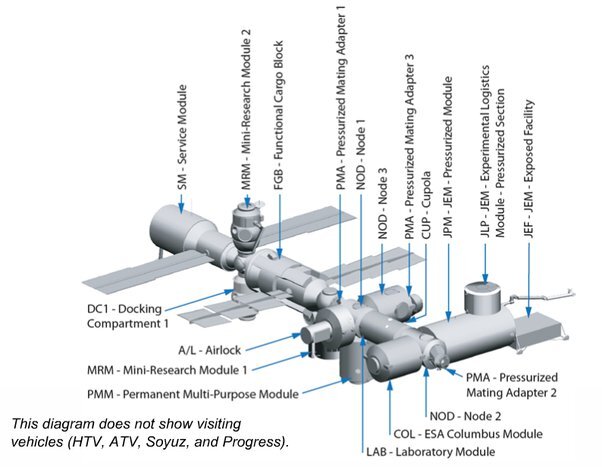 SM - Service Module
MRM - Mini-Research Module 2
FGB - Functional Cargo Block
PMA - Pressurized Mating Adapter 1
NOD - Node 1
NOD - Node 3
PMA - Pressurized Mating Adapter 3
CUP - Cupola
JPM - JEM - Pressurized Module
JLP - JEM - Experimental Logistics
Module - Pressurized Section
JEF - JEM - Exposed Facility
DC1 - Docking
Compartment 1
A/L - Airlock
MRM - Mini-Research Module 1
PMM - Permanent Multi-Purpose Module
PMA - Pressurized
Mating Adapter 2
NOD - Node 2
COL - ESA Columbus Module
LAB - Laboratory Module
This diagram does not show visiting
vehicles (HTV, ATV, Soyuz, and Progress).